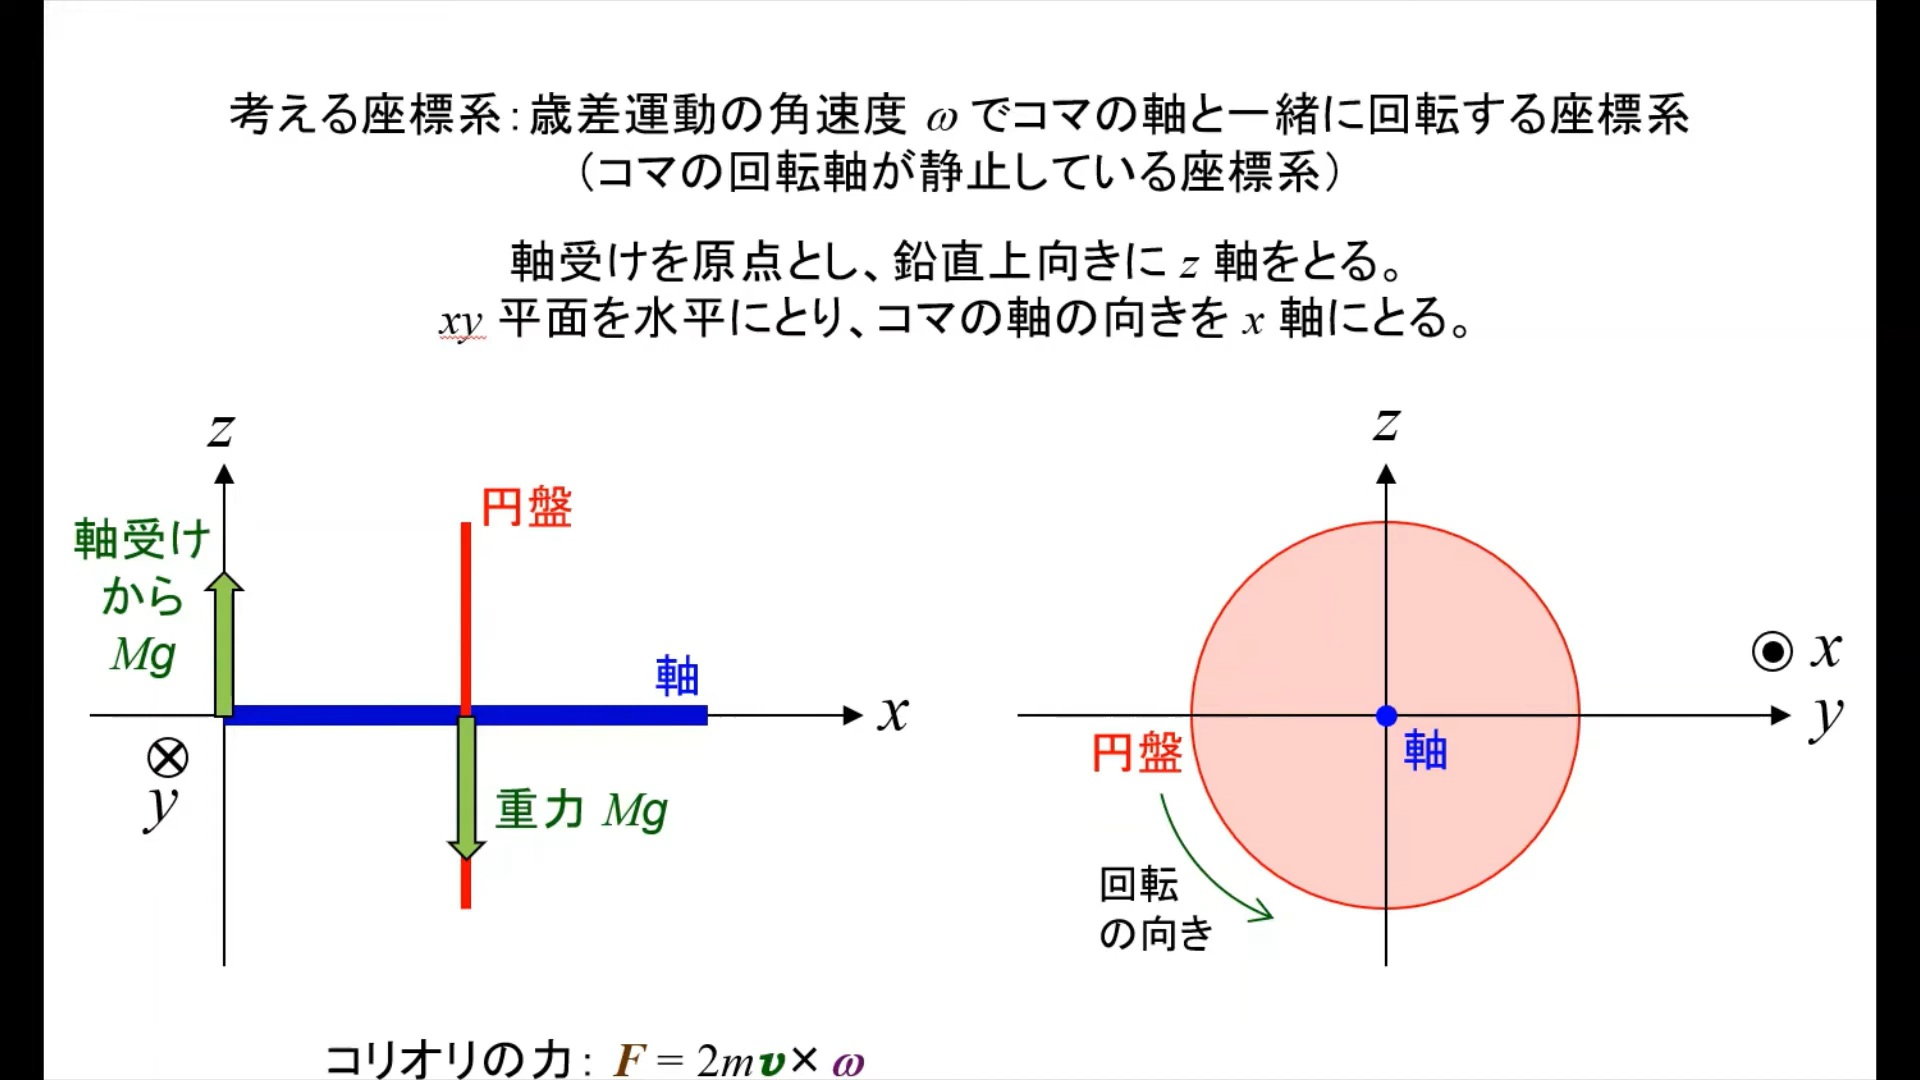 考える座標系：歳差運動の角速度 ω でコマの軸と一緒に回転する座標系
（コマの回転軸が静止している座標系）
軸受けを原点とし、鉛直上向きに z 軸をとる。
xy 平面を水平にとり、コマの軸の向きを x 軸にとる。
z
円盤
軸受け
から
Mg
軸
x
y
重力 Mg
z
x
y
円盤
軸
回転
の向き
コリオリの力： F = 2mv× ω